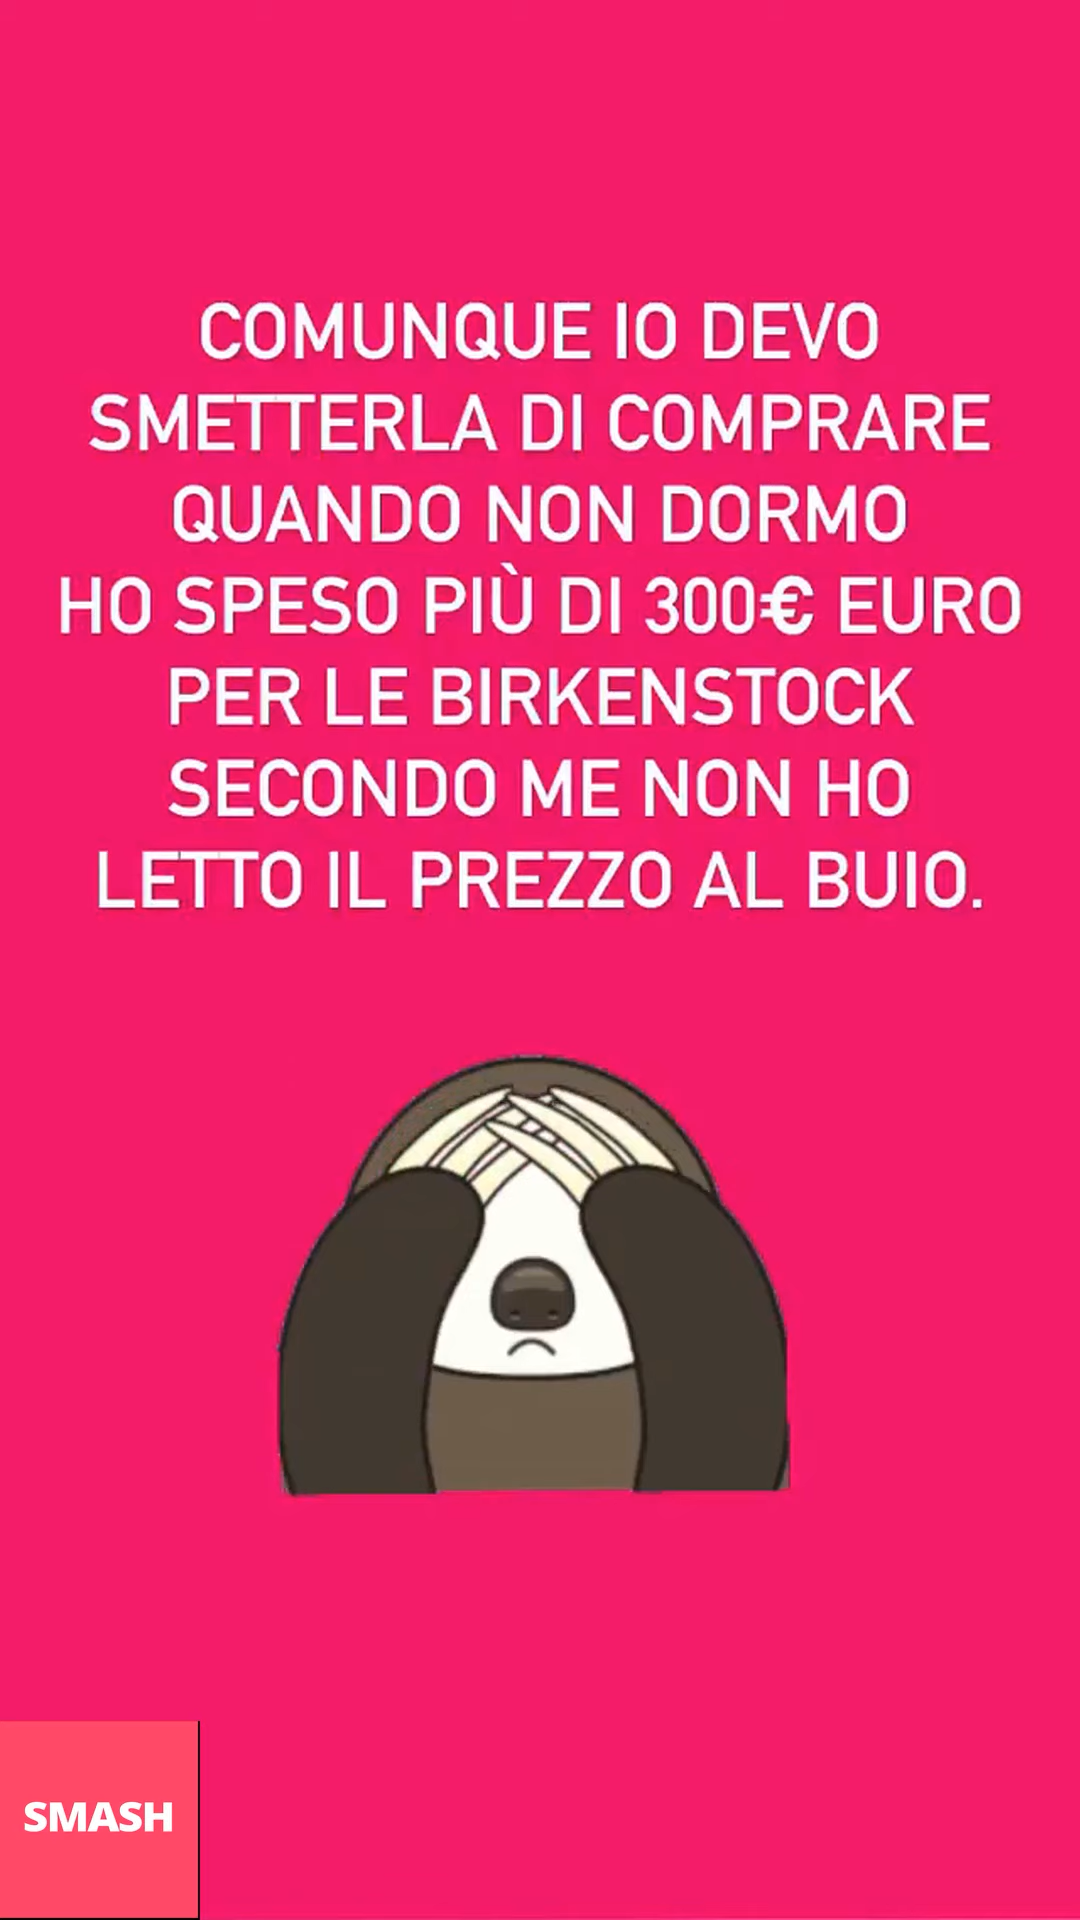 COMUNQUE IO DEVO
SMETTERLA DI COMPRARE
QUANDO NON DORMO
HO SPESO PIÙ DI 300€ EURO
PER LE BIRKENSTOCK
SECONDO ME NON HO
LETTO IL PREZZO AL BUIO.
SMASH